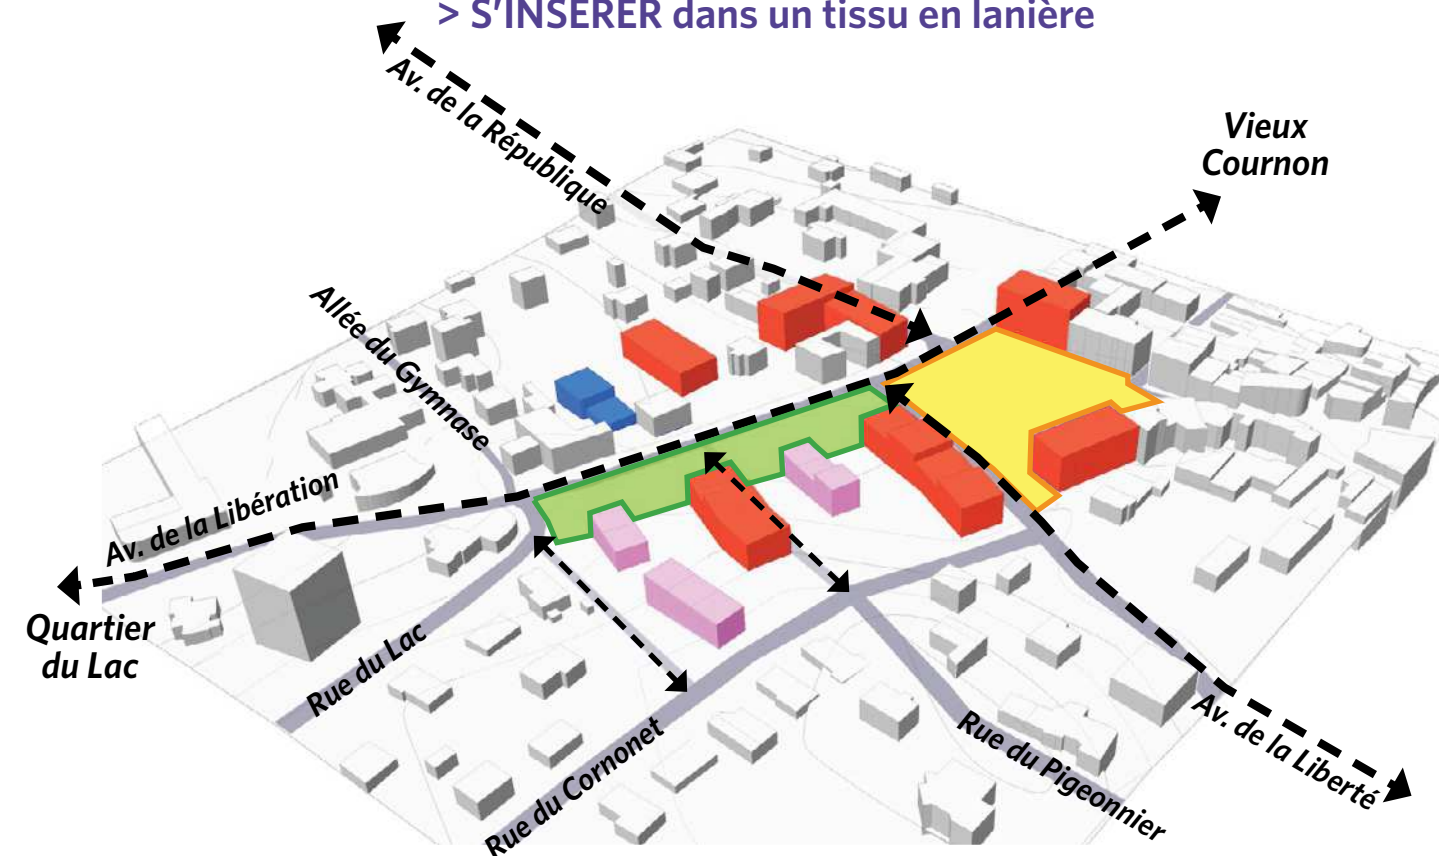 > S'INSÉRER dans un tissu en lanière
Av. de la République
Vieux
Cournon
Allée du Gymnase
Av. de la Libération
Quartier
du Lac
Rue du Lac
Rue du Cornonet
Rue du Pigeonnier
Av. de la Liberté